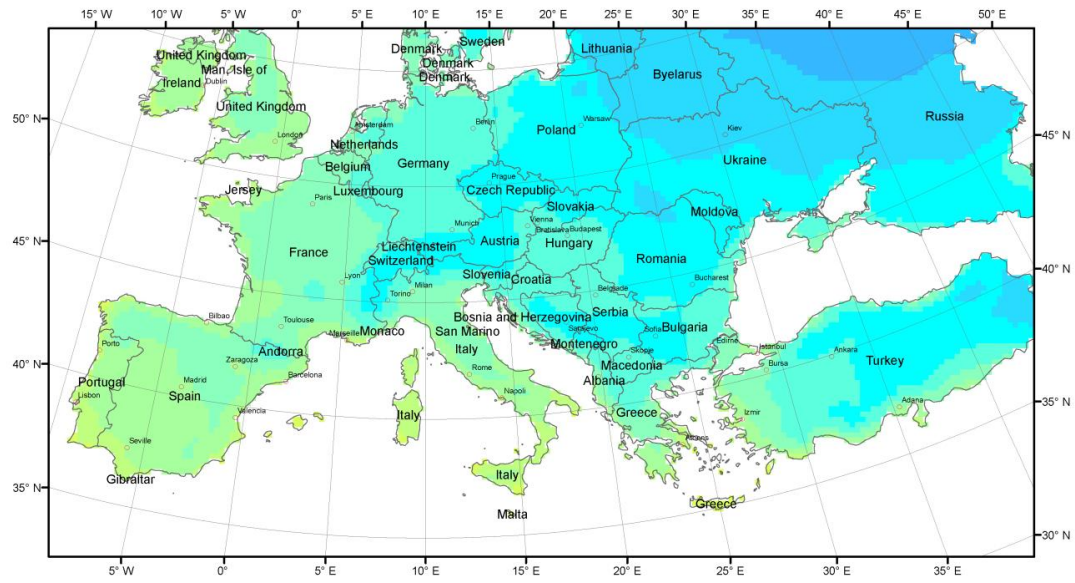 15° W 10° W 5° W 0° E 5° E 10° E 15° E 20° E 25° E 30° E 35° E 40° E 45° E 50° E
Denmark Sweden
United Kingdom Denmark Lithuania
Man, Isle of Denmark Byelarus
Ireland Dublin
United Kingdom Russia
50° N Amsterdam Berlin Poland Warsaw 45° N
London Netherlands Kiev
Belgium Germany Ukraine
Jersey Luxembourg Prague
Paris Czech Republic
Slovakia Moldova
45° N Munich Vienna
Bratislava Budapest
France Liechtenstein Austria Hungary
Switzerland Romania 40° N
Lyon Slovenia Croatia Bucharest
Torino Milan Belgrade
Bilbao Toulouse Bosnia and Herzegovina Serbia
Marseille Monaco San Marino Sarajevo Sofia Bulgaria
40° N Porto Andorra Italy Montenegro Skopje Edirne Istanbul
Zaragoza Macedonia Bursa Ankara Turkey
Portugal Madrid Barcelona Rome Albania
Lisbon Spain Napoli 35° N
Valencia Italy Greece Izmir Adana
Seville Athens
35° N Gibraltar Italy
Greece
Malta
30° N
5° W 0° E 5° E 10° E 15° E 20° E 25° E 30° E 35° E